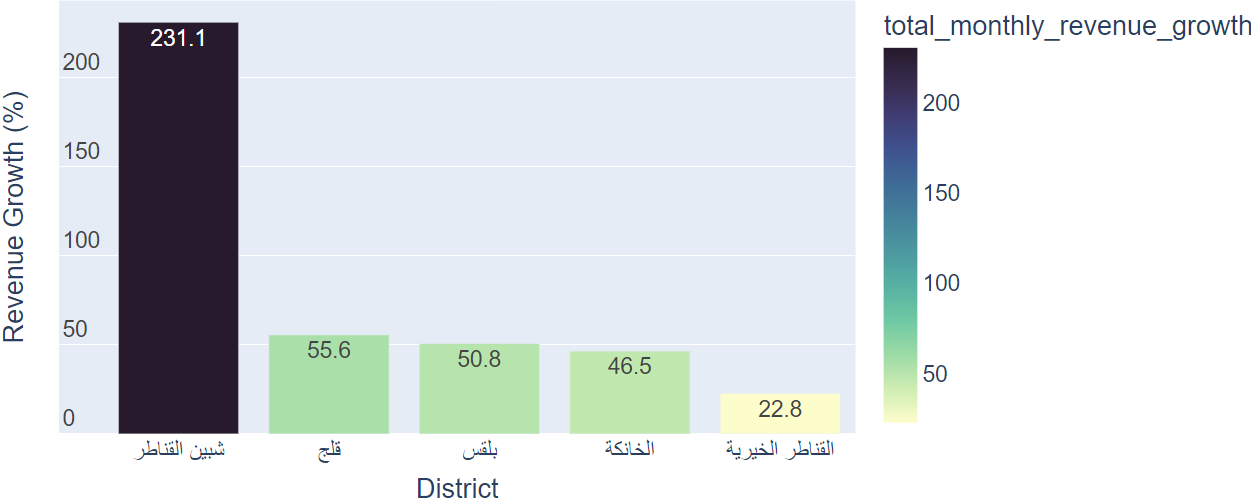 total_monthly_revenue_growth
Revenue Growth (%)
200
150
100
50
0
231.1
55.6
50.8
46.5
22.8
شبين القناطر
قلج
بلقس
الخانكة
القناطر الخيرية
District
200
150
100
50